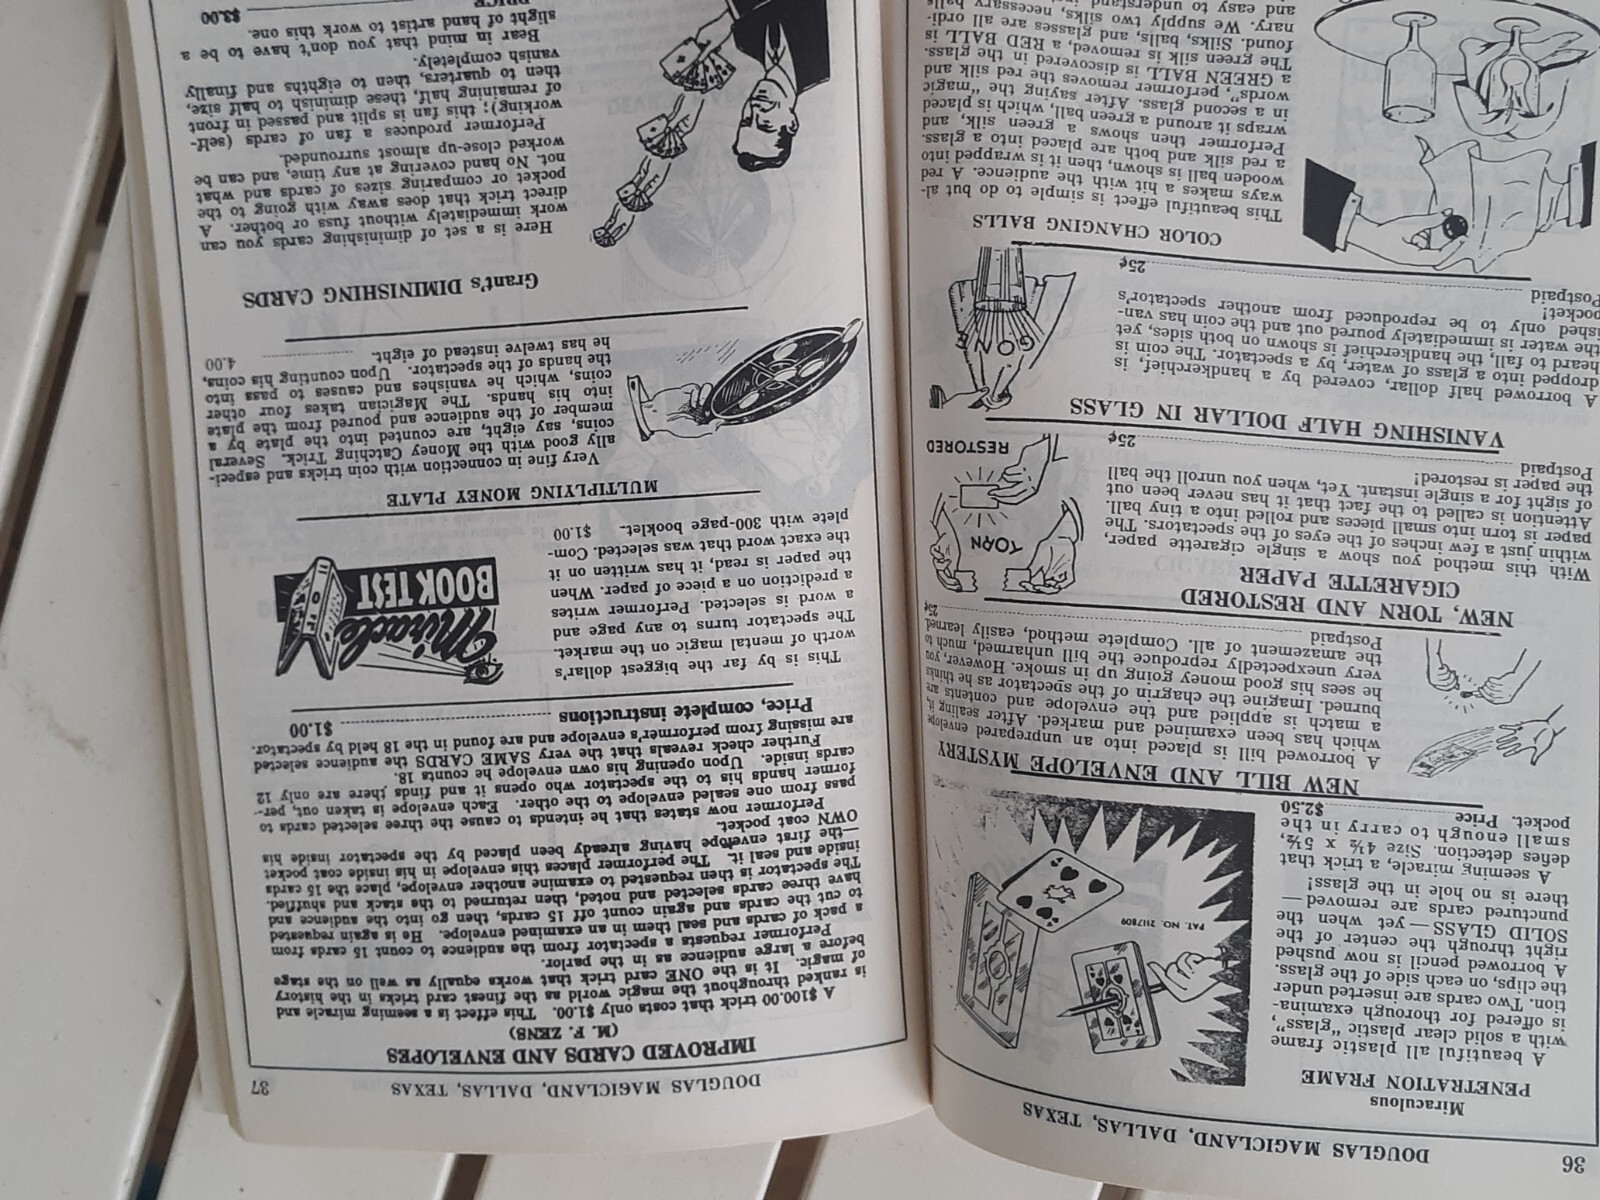 36
DOUGLAS MAGICLAND, DALLAS, TEXAS
Miraculous
PENETRATION FRAME
A beautiful all plastic frame
with a solid clear plastic “glass”,
is offered for thorough examina-
tion. Two cards are inserted under
the clips, on each side of the glass.
A borrowed pencil is now pushed
right through the center of the
SOLID GLASS — yet when the
punctured cards are removed —
there is no hole in the glass!
A seeming miracle, a trick that
defies detection. Size 4½ x 5½,
small enough to carry in the
pocket. Price $2.50
PAT. NO. 2117809
NEW BILL AND ENVELOPE MYSTERY
A borrowed bill is placed into an unprepared envelope
which has been examined and marked. After sealing it,
a match is applied and the envelope and contents are
burned. Imagine the chagrin of the spectator as he thinks
he sees his good money going up in smoke. However, you
very unexpectedly reproduce the bill unharmed, much to
the amazement of all. Complete method, easily learned.
Postpaid 25¢
NEW, TORN AND RESTORED
CIGARETTE PAPER
With this method you show a single cigarette paper,
within just a few inches of the eyes of the spectators. The
paper is torn into small pieces and rolled into a tiny ball.
Attention is called to the fact that it has never been out
of sight for a single instant. Yet, when you unroll the ball
the paper is restored!
Postpaid 25¢
TORN
RESTORED
VANISHING HALF DOLLAR IN GLASS
A borrowed half dollar, covered by a handkerchief, is
dropped into a glass of water, by a spectator. The coin is
heard to fall, the handkerchief is shown on both sides, yet
the water is immediately poured out and the coin has van-
ished only to be reproduced from another spectator's
pocket!
Postpaid 25¢
GONE
COLOR CHANGING BALLS
This beautiful effect is simple to do but al-
ways makes a hit with the audience. A red
wooden ball is shown, then it is wrapped into
a red silk and both are placed into a glass.
Performer then shows a green silk, and
wraps it around a green ball, which is placed
in a second glass. After saying the “magic
words”, performer removes the red silk and
a GREEN BALL is discovered in the glass.
The green silk is removed, a RED BALL is
found. Silks, balls, and glasses are all ordi-
nary. We supply two silks, necessary balls
and easy to understand
DOUGLAS MAGICLAND, DALLAS, TEXAS
37
IMPROVED CARDS AND ENVELOPES
(M. F. ZENS)
A $100.00 trick that costs only $1.00. This effect is a seeming miracle and
is ranked throughout the magic world as the finest card tricks in the history
of magic. It is the ONE card trick that works equally as well on the stage
before a large audience as in the parlor.
Performer requests a spectator from the audience to count 15 cards from
a pack of cards and seal them in an examined envelope. He is again requested
to cut the cards and again count off 15 cards, then go into the audience and
have three cards selected and noted, then returned to the stack and shuffled.
The spectator is then requested to examine another envelope, place the 15 cards
inside and seal it. The performer places this envelope in his inside coat pocket
—the first envelope having already been placed by the spectator inside his
OWN coat pocket.
Performer now states that he intends to cause the three selected cards to
pass from one sealed envelope to the other. Each envelope is taken out, per-
former hands his to the spectator who opens it and finds there are only 12
cards inside. Upon opening his own envelope he counts 18.
Further check reveals that the very SAME CARDS the audience selected
are missing from performer's envelope and are found in the 18 held by spectator.
Price, complete instructions $1.00
Miracle
BOOK TEST
This is by far the biggest dollar's
worth of mental magic on the market.
The spectator turns to any page and
a word is selected. Performer writes
a prediction on a piece of paper. When
the paper is read, it has written on it
the exact word that was selected. Com-
plete with 300-page booklet. $1.00
MULTIPLYING MONEY PLATE
Very fine in connection with coin tricks and especi-
ally good with the Money Catching Trick. Several
coins, say eight, are counted into the plate by a
member of the audience and poured from the plate
into his hands. The Magician takes four other
coins, which he vanishes and causes to pass into
the hands of the spectator. Upon counting his coins,
he has twelve instead of eight. 4.00
Grant's DIMINISHING CARDS
Here is a set of diminishing cards you can
work immediately without fuss or bother. A
direct trick that does away with going to the
pocket or comparing sizes of cards and what
not. No hand covering at any time, and can be
worked close-up almost surrounded.
Performer produces a fan of cards (self-
working); this fan is split and passed in front
of remaining half, these diminish to half size,
then to quarters, then to eighths and finally
vanish completely.
Bear in mind that you don't have to be a
slight of hand artist to work this one.
PRICE $3.00